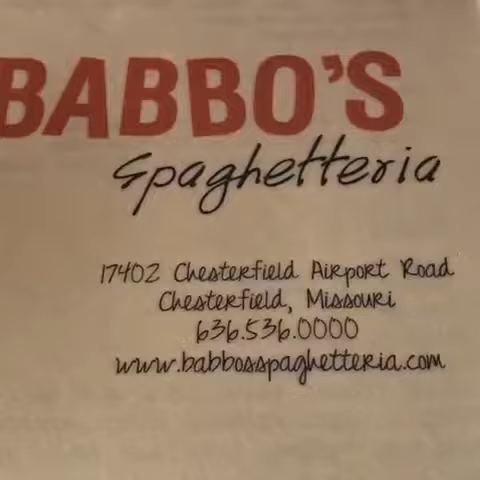 BABBO'S
Spaghetteria
17402 Chesterfield Airport Road
Chesterfield, Missouri
636.536.0000
www.babbosspaghetteria.com